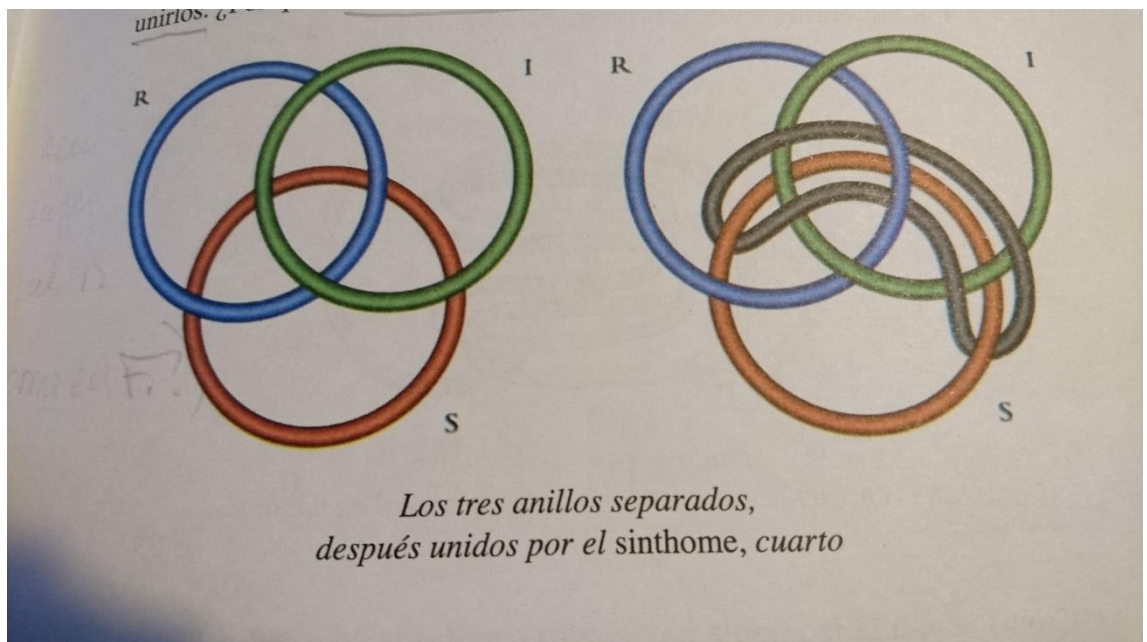 unirlos.
R
I
S
R
I
S
Los tres anillos separados,
después unidos por el sinthome, cuarto